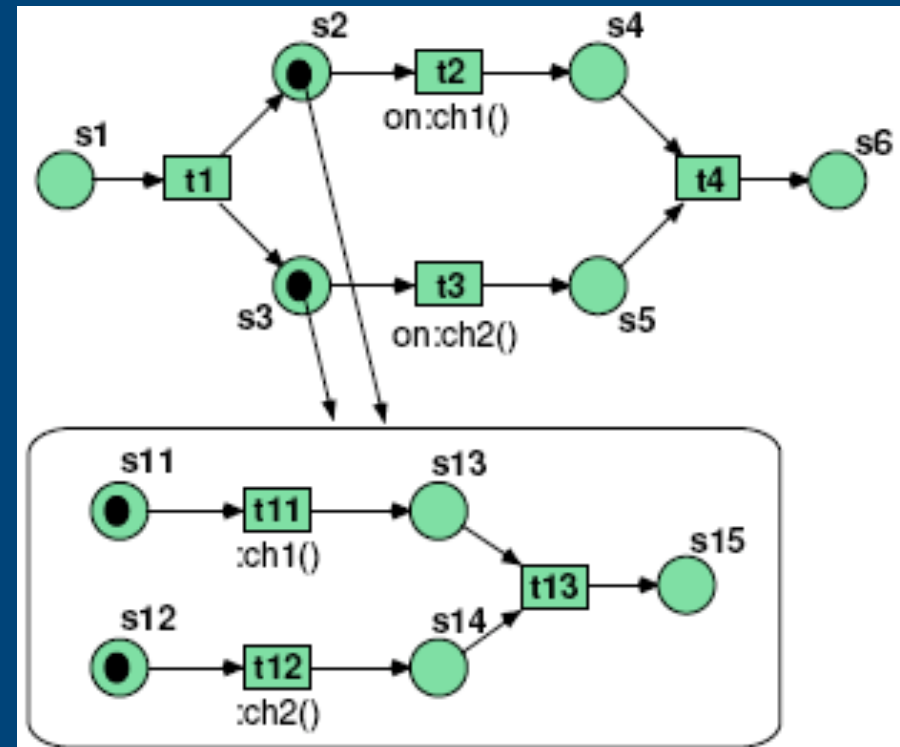 s2
s4
t2
on:ch1()
s1
s6
t1
t4
t3
s3
s5
on:ch2()
s11
s13
t11
:ch1()
s15
t13
s12
s14
t12
:ch2()